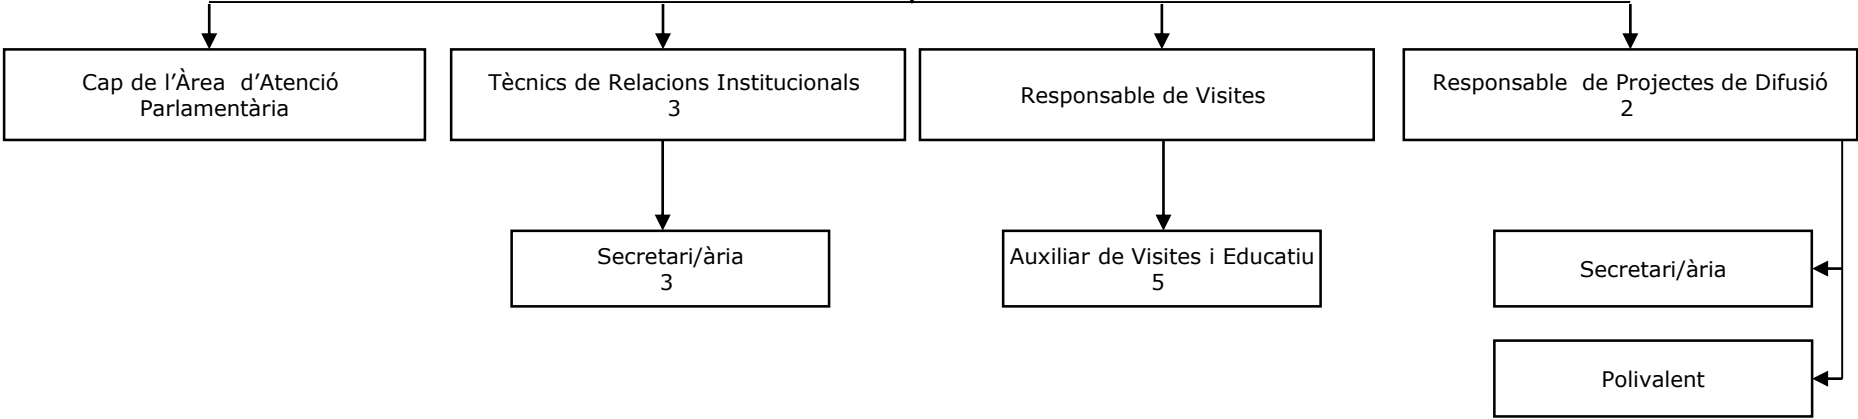 Cap de l'Àrea  d'Atenció
Parlamentària
Tècnics de Relacions Institucionals
3
Responsable de Visites
Responsable  de Projectes de Difusió
2
Secretari/ària
3
Auxiliar de Visites i Educatiu
5
Secretari/ària
Polivalent